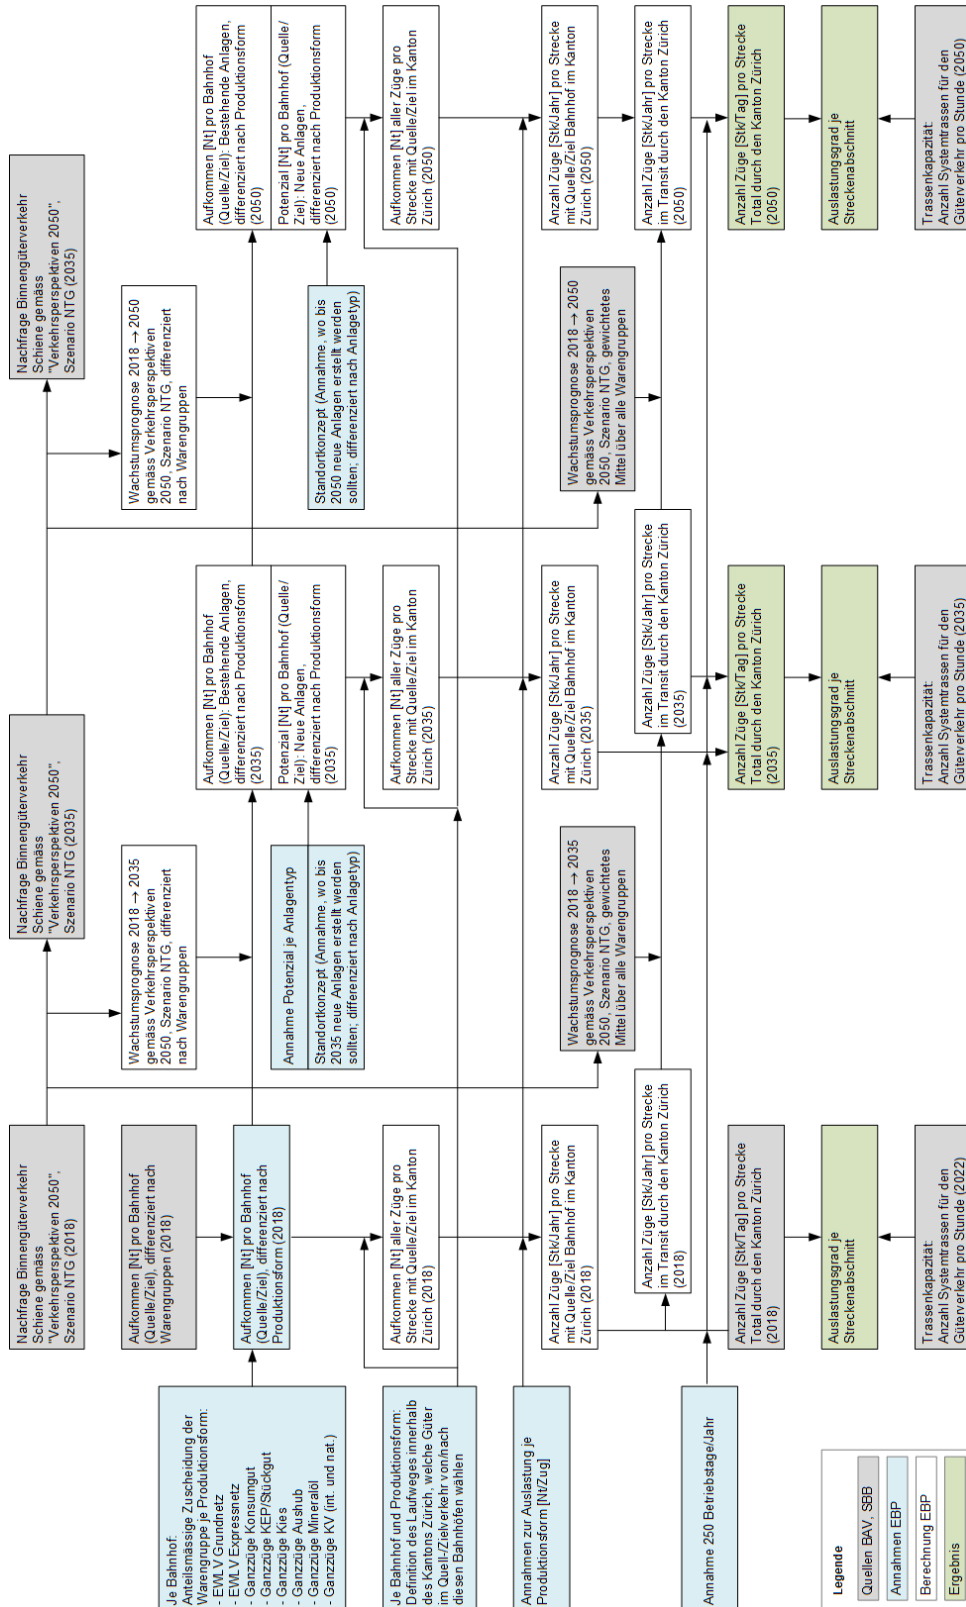 Nachfrage Binnengüterverkehr
Schiene gemäss
"Verkehrsperspektiven 2050",
Szenario NTG (2018)
Nachfrage Binnengüterverkehr
Schiene gemäss
"Verkehrsperspektiven 2050",
Szenario NTG (2035)
Nachfrage Binnengüterverkehr
Schiene gemäss
"Verkehrsperspektiven 2050",
Szenario NTG (2035)
Aufkommen [Nt] pro Bahnhof
(Quelle/Ziel), differenziert nach
Warengruppen (2018)
Wachstumsprognose 2018 → 2035
gemäss Verkehrsperspektiven
2050, Szenario NTG, differenziert
nach Warengruppen
Wachstumsprognose 2018 → 2050
gemäss Verkehrsperspektiven
2050, Szenario NTG, differenziert
nach Warengruppen
Je Bahnhof:
Anteilsmässige Zuscheidung der
Warengruppe je Produktionsform:
- EWLV Grundnetz
- EWLV Expressnetz
- Ganzzüge Konsumgut
- Ganzzüge KEP/Stückgut
- Ganzzüge Kies
- Ganzzüge Aushub
- Ganzzüge Mineralöl
- Ganzzüge KV (int. und nat.)
Aufkommen [Nt] pro Bahnhof
(Quelle/Ziel), differenziert nach
Produktionsform (2018)
Aufkommen [Nt] pro Bahnhof
(Quelle/Ziel): Bestehende Anlagen,
differenziert nach Produktionsform
(2035)
Aufkommen [Nt] pro Bahnhof
(Quelle/Ziel): Bestehende Anlagen,
differenziert nach Produktionsform
(2050)
Annahme Potenzial je Anlagentyp
Standortkonzept (Annahme, wo bis
2035 neue Anlagen erstellt werden
sollten; differenziert nach Anlagetyp)
Potenzial [Nt] pro Bahnhof (Quelle/
Ziel): Neue Anlagen,
differenziert nach Produktionsform
(2035)
Standortkonzept (Annahme, wo bis
2050 neue Anlagen erstellt werden
sollten; differenziert nach Anlagetyp)
Potenzial [Nt] pro Bahnhof (Quelle/
Ziel): Neue Anlagen,
differenziert nach Produktionsform
(2050)
Je Bahnhof und Produktionsform:
Definition des Laufweges innerhalb
des Kantons Zürich, welche Güter
im Quell-/Zielverkehr von/nach
diesen Bahnhöfen wählen
Aufkommen [Nt] aller Züge pro
Strecke mit Quelle/Ziel im Kanton
Zürich (2018)
Aufkommen [Nt] aller Züge pro
Strecke mit Quelle/Ziel im Kanton
Zürich (2035)
Aufkommen [Nt] aller Züge pro
Strecke mit Quelle/Ziel im Kanton
Zürich (2050)
Annahmen zur Auslastung je
Produktionsform [Nt/Zug]
Anzahl Züge [Stk/Jahr] pro Strecke
mit Quelle/Ziel Bahnhof im Kanton
Zürich (2018)
Wachstumsprognose 2018 → 2035
gemäss Verkehrsperspektiven
2050, Szenario NTG, gewichtetes
Mittel über alle Warengruppen
Anzahl Züge [Stk/Jahr] pro Strecke
mit Quelle/Ziel Bahnhof im Kanton
Zürich (2035)
Wachstumsprognose 2018 → 2050
gemäss Verkehrsperspektiven
2050, Szenario NTG, gewichtetes
Mittel über alle Warengruppen
Anzahl Züge [Stk/Jahr] pro Strecke
mit Quelle/Ziel Bahnhof im Kanton
Zürich (2050)
Anzahl Züge [Stk/Jahr] pro Strecke
im Transit durch den Kanton Zürich
(2018)
Anzahl Züge [Stk/Jahr] pro Strecke
im Transit durch den Kanton Zürich
(2035)
Anzahl Züge [Stk/Jahr] pro Strecke
im Transit durch den Kanton Zürich
(2050)
Annahme 250 Betriebstage/Jahr
Anzahl Züge [Stk/Tag] pro Strecke
Total durch den Kanton Zürich
(2018)
Anzahl Züge [Stk/Tag] pro Strecke
Total durch den Kanton Zürich
(2035)
Anzahl Züge [Stk/Tag] pro Strecke
Total durch den Kanton Zürich
(2050)
Auslastungsgrad je
Streckenabschnitt
Auslastungsgrad je
Streckenabschnitt
Auslastungsgrad je
Streckenabschnitt
Trassenkapazität:
Anzahl Systemtrassen für den
Güterverkehr pro Stunde (2022)
Trassenkapazität:
Anzahl Systemtrassen für den
Güterverkehr pro Stunde (2035)
Trassenkapazität:
Anzahl Systemtrassen für den
Güterverkehr pro Stunde (2050)
Legende
Quellen BAV, SBB
Annahmen EBP
Berechnung EBP
Ergebnis